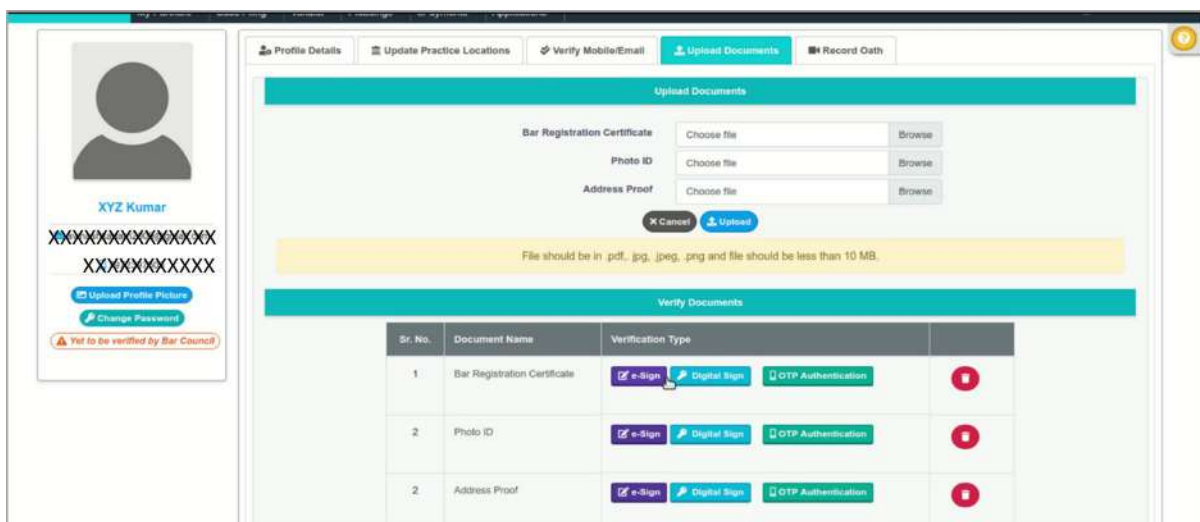 Profile Details
Update Practice Locations
Verify Mobile/Email
Upload Documents
Record Oath
XYZ Kumar
XXXXXXXXXXXXXXXX
XXXXXXXXXXX
Upload Profile Picture
Change Password
Yet to be verified by Bar Council
Upload Documents
Bar Registration Certificate Choose file Browse
Photo ID Choose file Browse
Address Proof Choose file Browse
Cancel Upload
File should be in .pdf,. jpg, .jpeg, .png and file should be less than 10 MB.
Verify Documents
Sr. No. Document Name Verification Type
1 Bar Registration Certificate e-Sign Digital Sign OTP Authentication
2 Photo ID e-Sign Digital Sign OTP Authentication
2 Address Proof e-Sign Digital Sign OTP Authentication